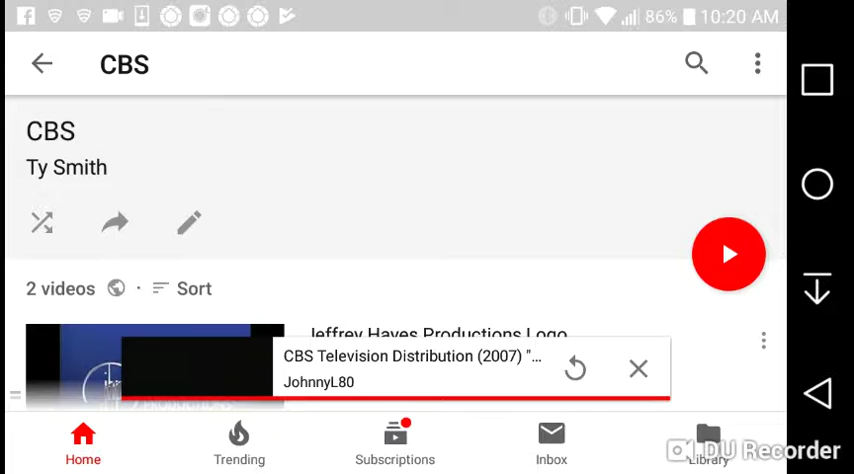 86% 10:20 AM
CBS
CBS
Ty Smith
2 videos · Sort
Jeffrey Hayes Productions Logo
CBS Television Distribution (2007) "...
JohnnyL80
Home
Trending
Subscriptions
Inbox
Library
DU Recorder